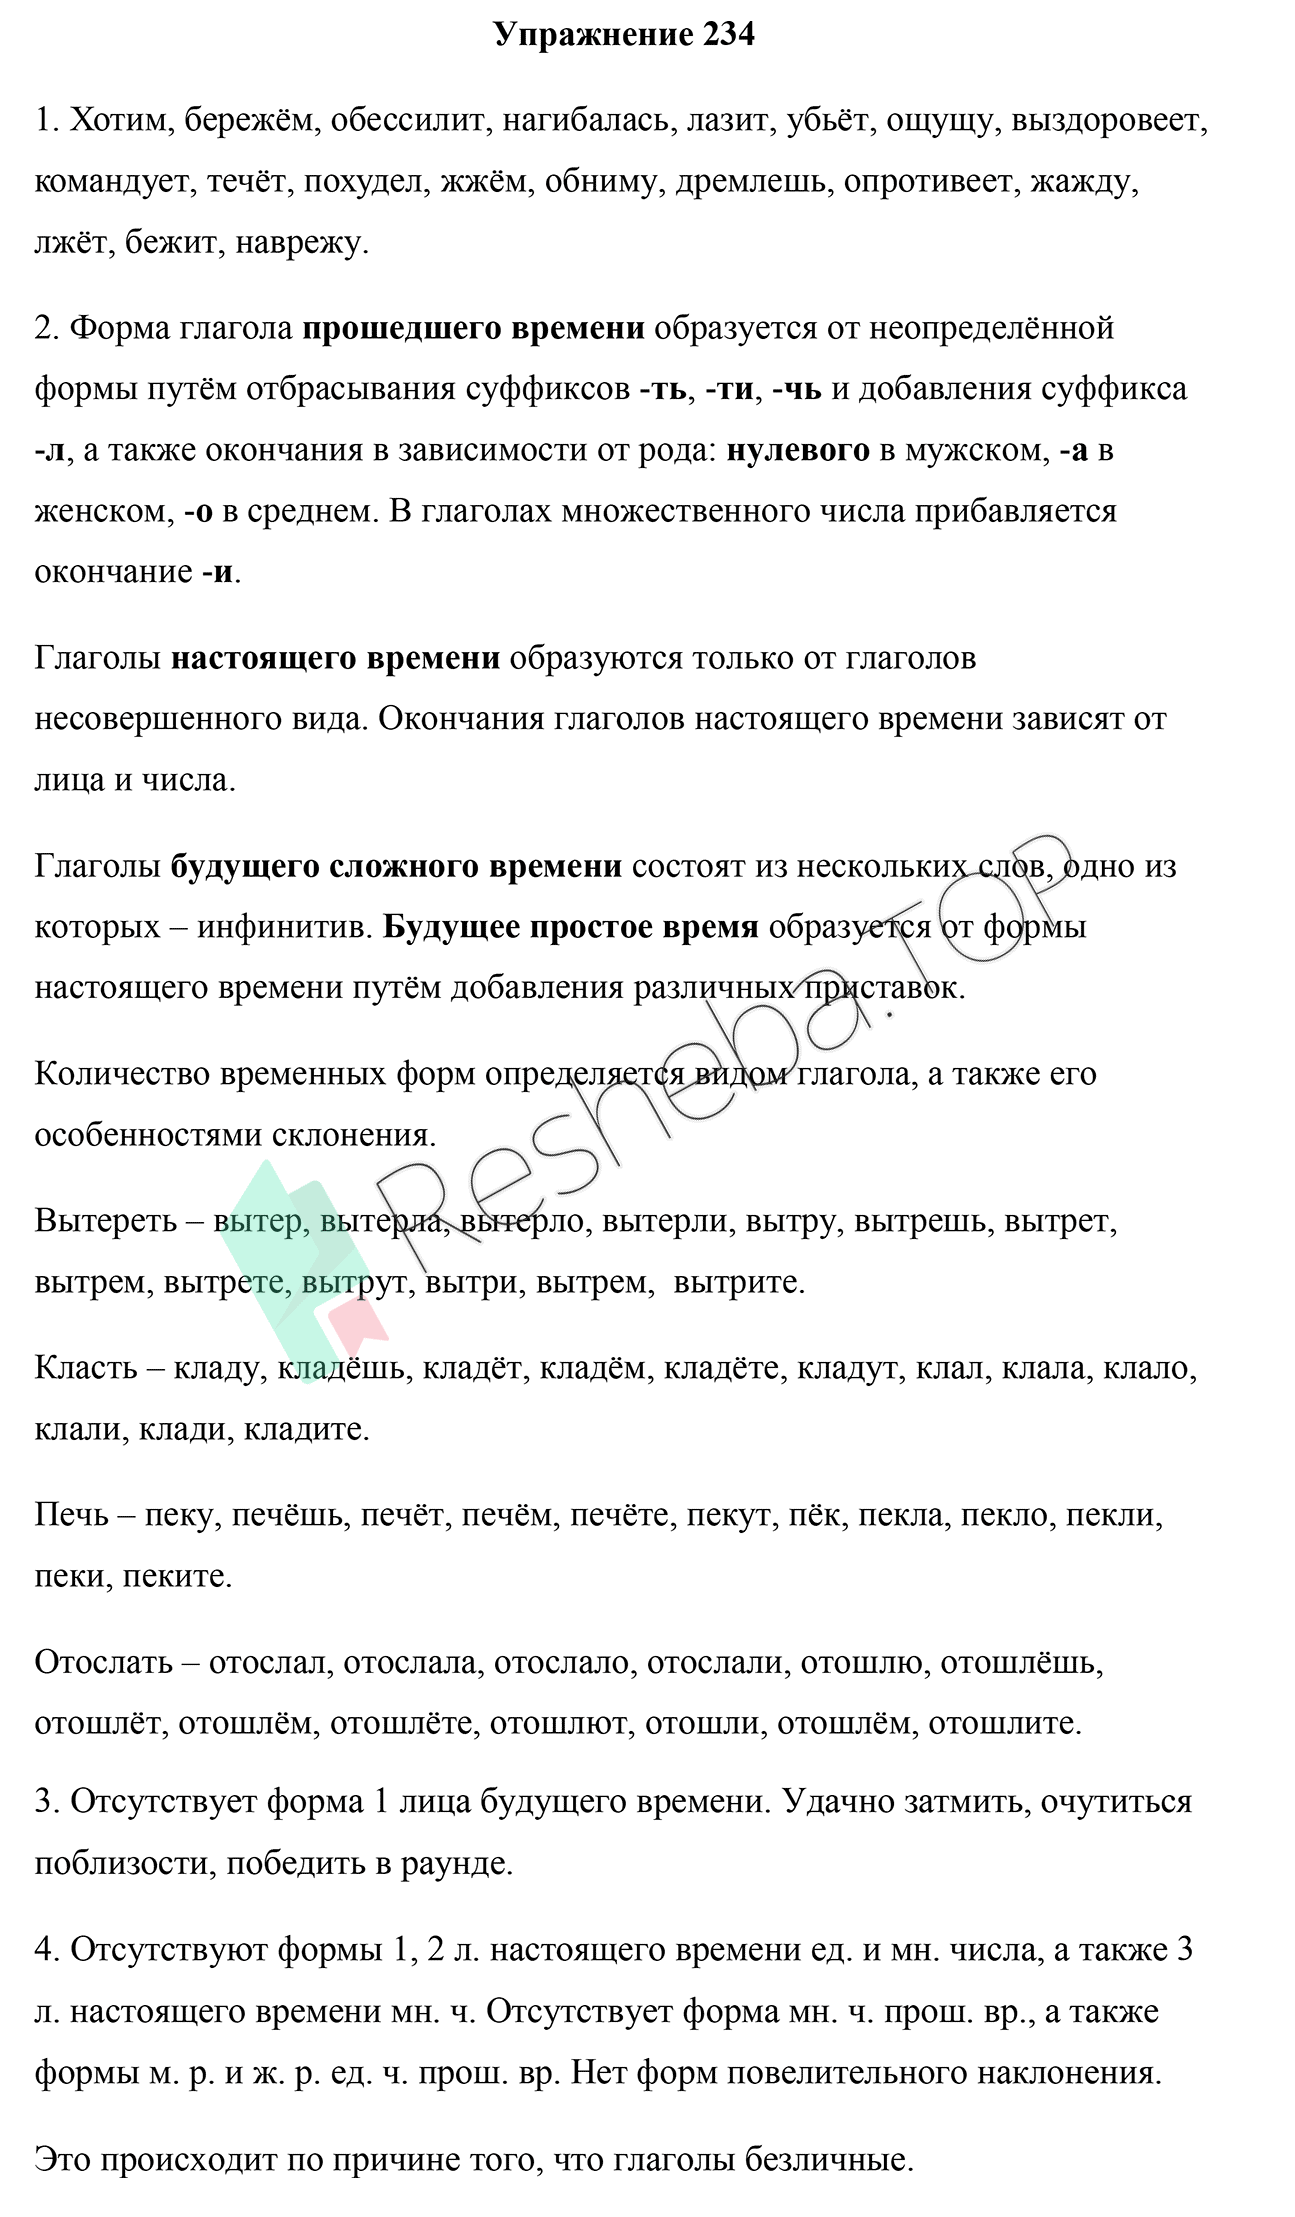 Упражнение 234
1. Хотим, бережём, обессилит, нагибалась, лазит, убьёт, ощущу, выздоровеет,
командует, течёт, похудел, жжём, обниму, дремлешь, опротивеет, жажду,
лжёт, бежит, наврежу.
2. Форма глагола прошедшего времени образуется от неопределённой
формы путём отбрасывания суффиксов -ть, -ти, -чь и добавления суффикса
-л, а также окончания в зависимости от рода: нулевого в мужском, -а в
женском, -о в среднем. В глаголах множественного числа прибавляется
окончание -и.
Глаголы настоящего времени образуются только от глаголов
несовершенного вида. Окончания глаголов настоящего времени зависят от
лица и числа.
Глаголы будущего сложного времени состоят из нескольких слов, одно из
которых – инфинитив. Будущее простое время образуется от формы
настоящего времени путём добавления различных приставок.
Количество временных форм определяется видом глагола, а также его
особенностями склонения.
Вытереть – вытер, вытерла, вытерло, вытерли, вытру, вытрешь, вытрет,
вытрем, вытрете, вытрут, вытри, вытрем, вытрите.
Класть – кладу, кладёшь, кладёт, кладём, кладёте, кладут, клал, клала, клало,
клали, клади, кладите.
Печь – пеку, печёшь, печёт, печём, печёте, пекут, пёк, пекла, пекло, пекли,
пеки, пеките.
Отослать – отослал, отослала, отослало, отослали, отошлю, отошлёшь,
отошлёт, отошлём, отошлёте, отошлют, отошли, отошлём, отошлите.
3. Отсутствует форма 1 лица будущего времени. Удачно затмить, очутиться
поблизости, победить в раунде.
4. Отсутствуют формы 1, 2 л. настоящего времени ед. и мн. числа, а также 3
л. настоящего времени мн. ч. Отсутствует форма мн. ч. прош. вр., а также
формы м. р. и ж. р. ед. ч. прош. вр. Нет форм повелительного наклонения.
Это происходит по причине того, что глаголы безличные.
Resheba.TOP